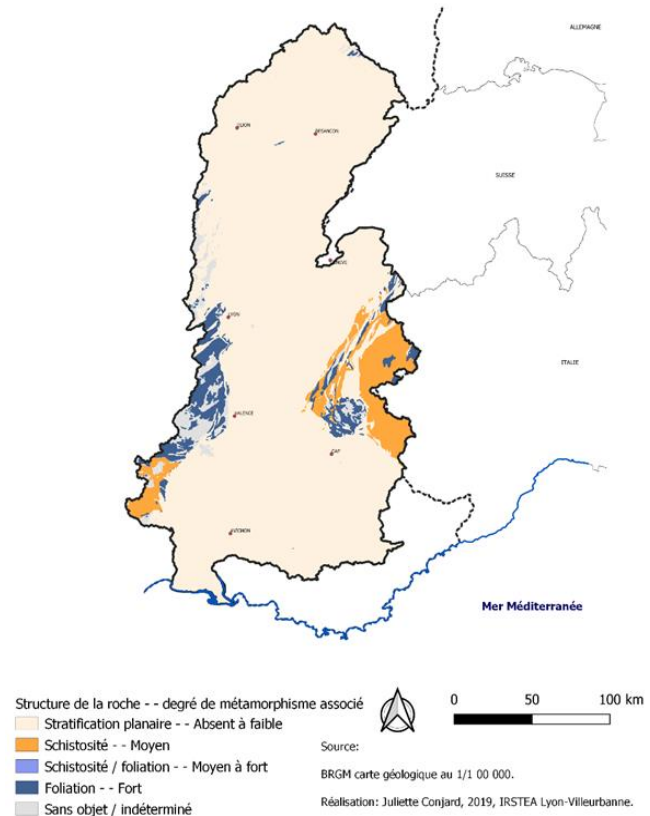 ALLEMAGNE
DIJON
BESANCON
SUISSE
LYON
ITALIE
VALENCE
GAP
AVIGNON
Mer Méditerranée
Structure de la roche - - degré de métamorphisme associé
Stratification planaire - - Absent à faible
Schistosité - - Moyen
Schistosité / foliation - - Moyen à fort
Foliation - - Fort
Sans objet / indéterminé
0 50 100 km
Source:
BRGM carte géologique au 1/1 00 000.
Réalisation: Juliette Conjard, 2019, IRSTEA Lyon-Villeurbanne.